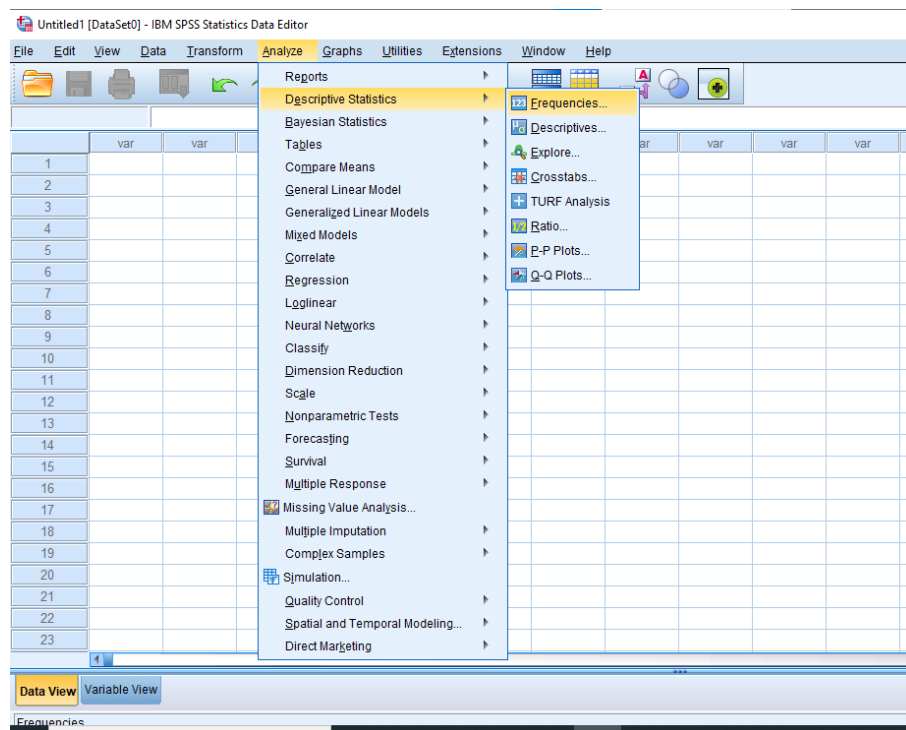 Untitled1 [DataSet0] - IBM SPSS Statistics Data Editor
File Edit View Data Transform Analyze Graphs Utilities Extensions Window Help
Reports
Descriptive Statistics
Bayesian Statistics
Tables
Compare Means
General Linear Model
Generalized Linear Models
Mixed Models
Correlate
Regression
Loglinear
Neural Networks
Classify
Dimension Reduction
Scale
Nonparametric Tests
Forecasting
Survival
Multiple Response
Missing Value Analysis...
Multiple Imputation
Complex Samples
Simulation...
Quality Control
Spatial and Temporal Modeling...
Direct Marketing
123 Frequencies...
Descriptives...
Explore...
Crosstabs...
TURF Analysis
1/2 Ratio...
P-P Plots...
Q-Q Plots...
A
var var ar var var var
1
2
3
4
5
6
7
8
9
10
11
12
13
14
15
16
17
18
19
20
21
22
23
Data View Variable View
Frequencies